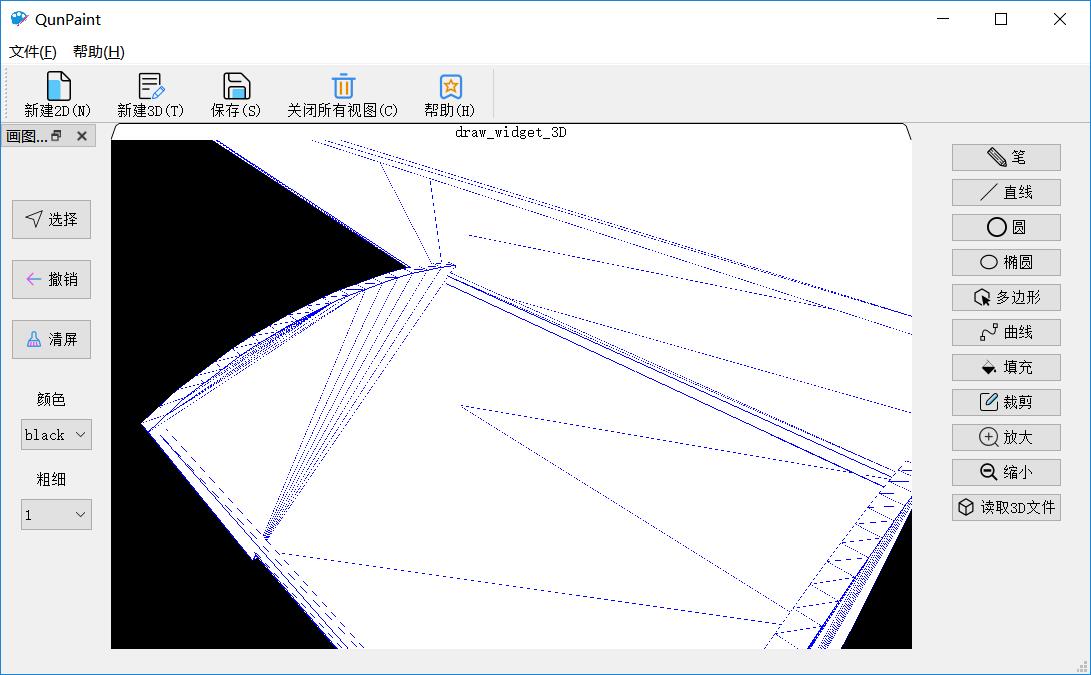 QunPaint
文件(F) 帮助(H)
新建2D(N) 新建3D(T) 保存(S) 关闭所有视图(C) 帮助(H)
画图...
draw_widget_3D
选择
撤销
清屏
颜色
black
粗细
1
笔
直线
圆
椭圆
多边形
曲线
填充
裁剪
放大
缩小
读取3D文件